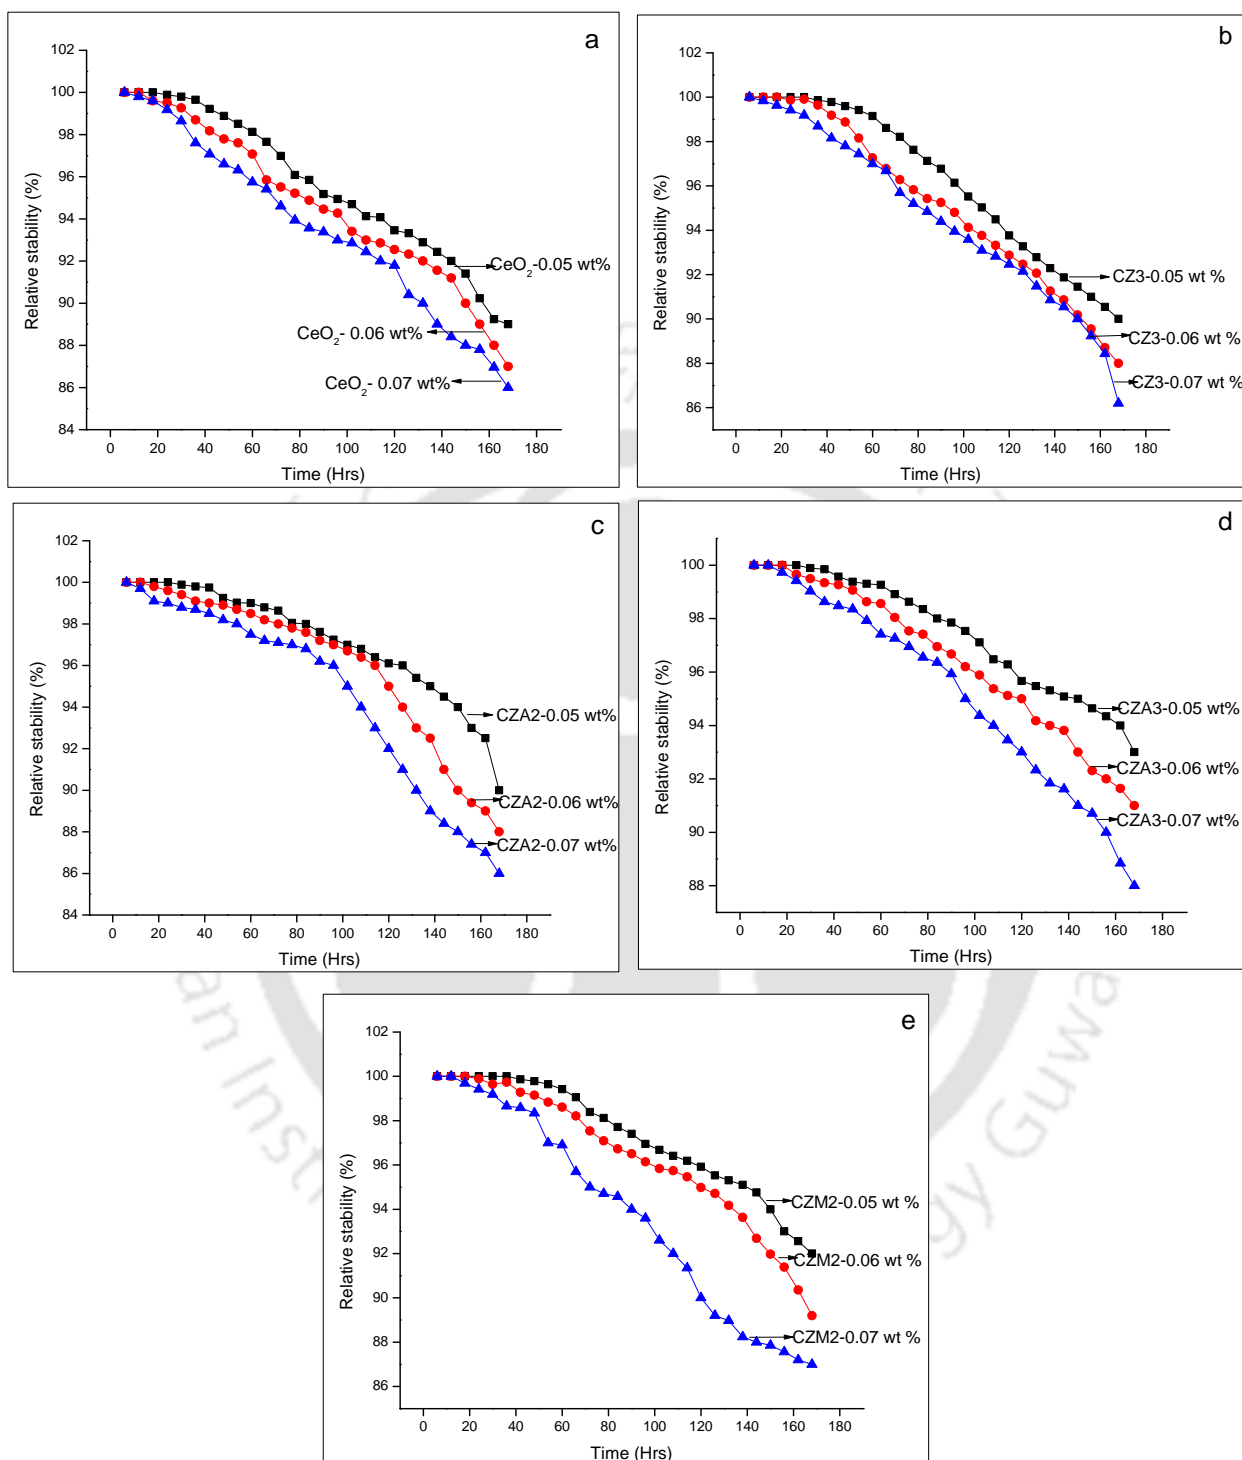 a
102
100
98
96
94
92
90
88
86
84
Relative stability (%)
0 20 40 60 80 100 120 140 160 180
Time (Hrs)
CeO2-0.05 wt%
CeO2- 0.06 wt%
CeO2- 0.07 wt%
b
102
100
98
96
94
92
90
88
86
Relative stability (%)
0 20 40 60 80 100 120 140 160 180
Time (Hrs)
CZ3-0.05 wt %
CZ3-0.06 wt %
CZ3-0.07 wt %
c
102
100
98
96
94
92
90
88
86
84
Relative stability (%)
0 20 40 60 80 100 120 140 160 180
Time (Hrs)
CZA2-0.05 wt%
CZA2-0.06 wt%
CZA2-0.07 wt%
d
100
98
96
94
92
90
88
Relative stability (%)
0 20 40 60 80 100 120 140 160 180
Time (Hrs)
CZA3-0.05 wt%
CZA3-0.06 wt%
CZA3-0.07 wt%
e
102
100
98
96
94
92
90
88
86
Relative stability (%)
0 20 40 60 80 100 120 140 160 180
Time (Hrs)
CZM2-0.05 wt %
CZM2-0.06 wt %
CZM2-0.07 wt %